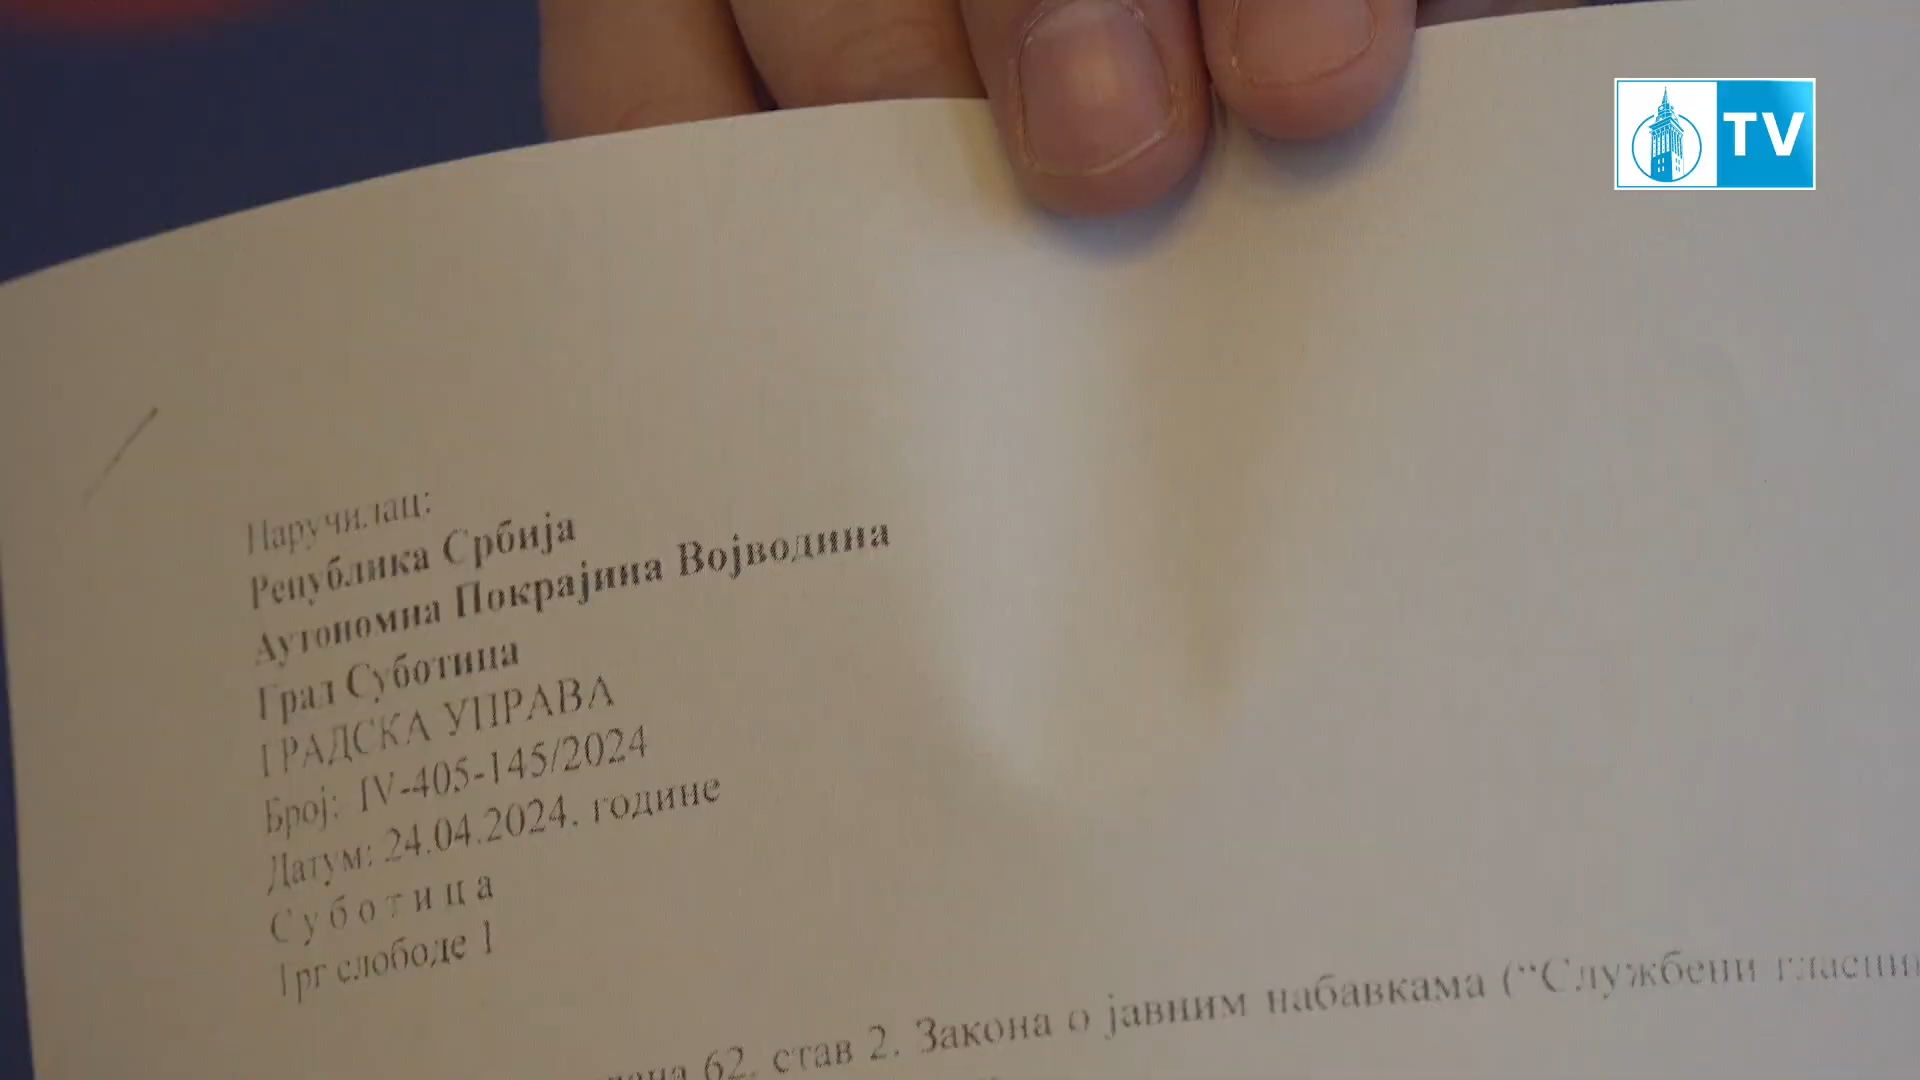 TV
Наручилац:
Република Србија
Аутономна Покрајина Војводина
Град Суботица
ГРАДСКА УПРАВА
Број: IV-405-145/2024
Датум: 24.04.2024. године
С у б о т и ц а
Трг слободе 1
62. став 2. Закона о јавним набавкама (“Службени